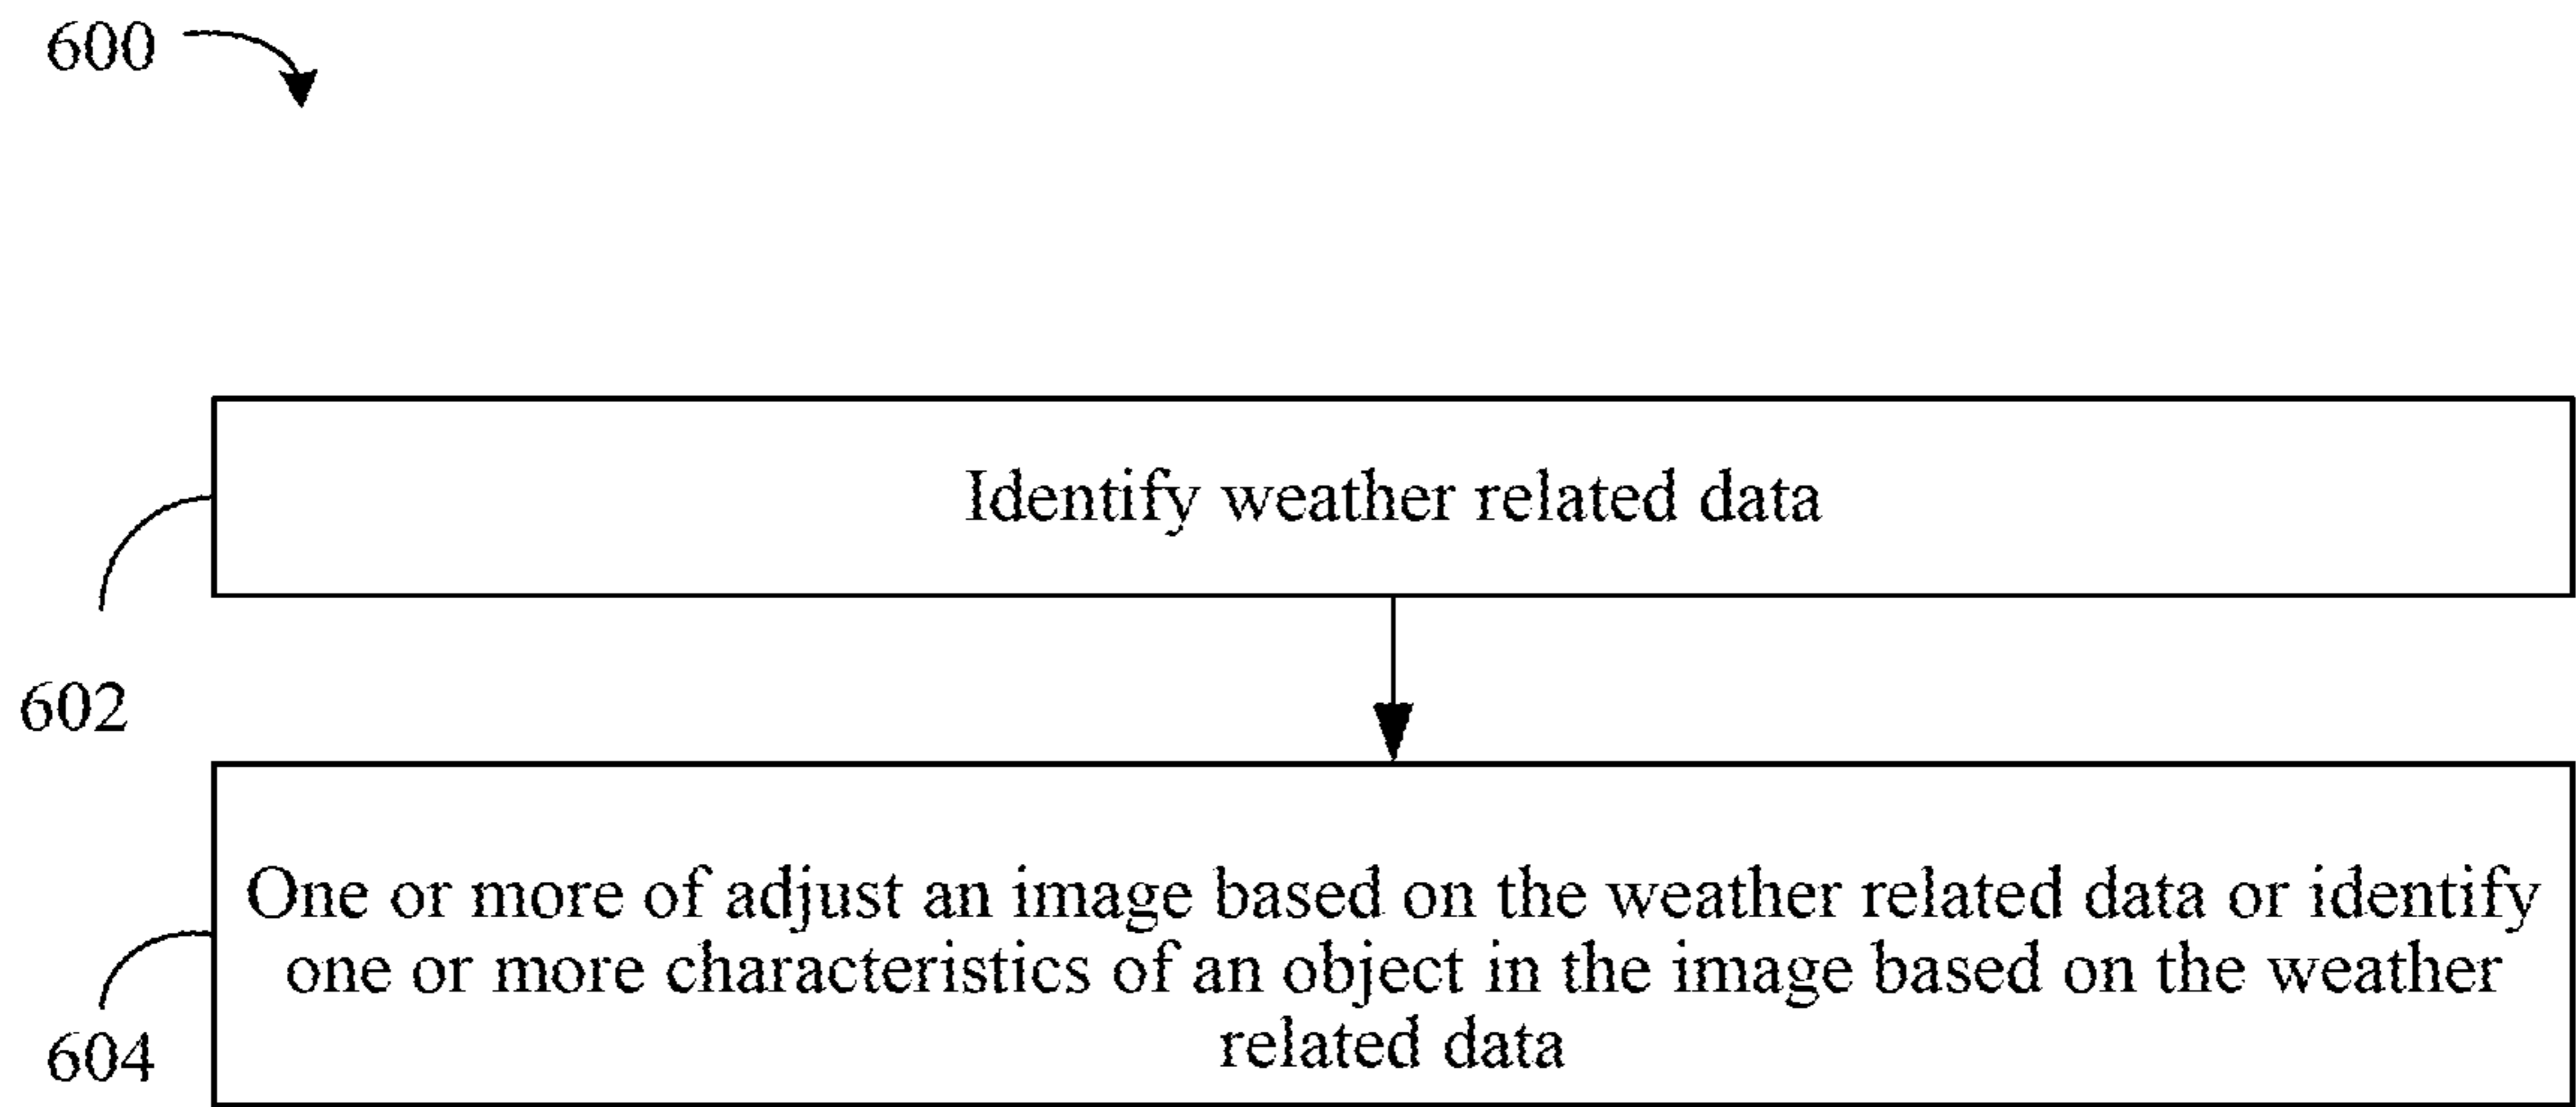 600
Identify weather related data
602
One or more of adjust an image based on the weather related data or identify
one or more characteristics of an object in the image based on the weather
related data
604